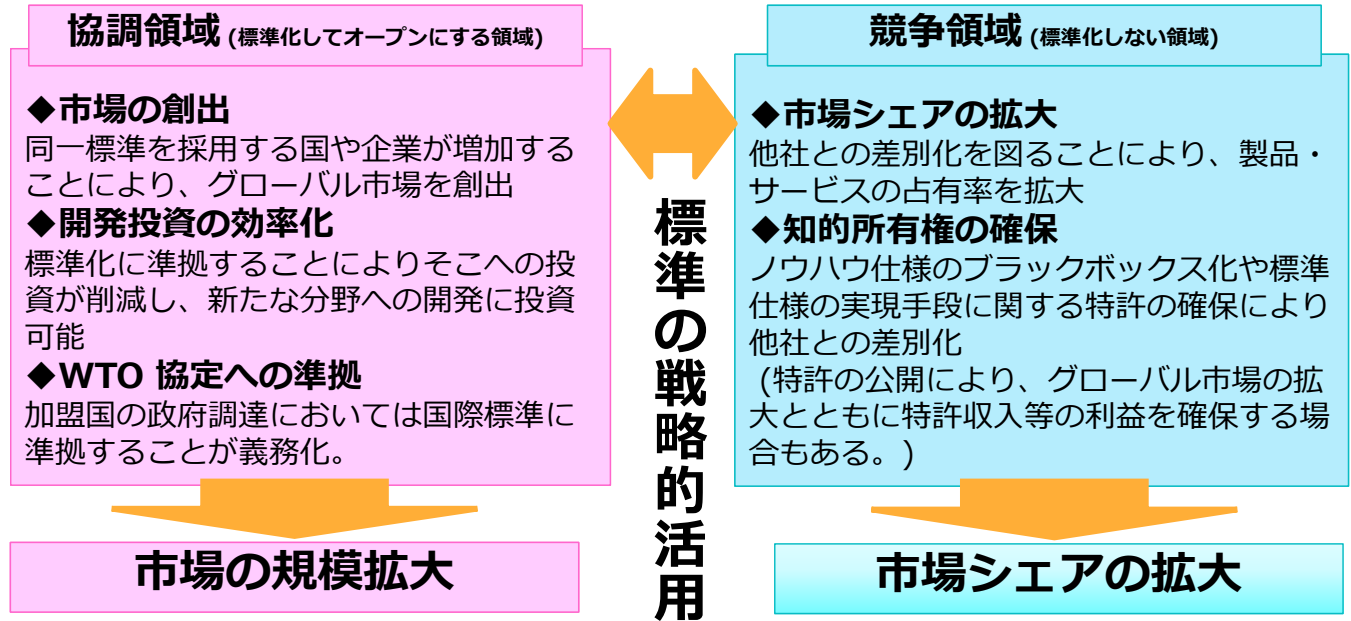 協調領域 (標準化してオープンにする領域)
◆市場の創出
同一標準を採用する国や企業が増加する
ことにより、グローバル市場を創出
◆開発投資の効率化
標準化に準拠することによりそこへの投
資が削減し、新たな分野への開発に投資
可能
◆WTO 協定への準拠
加盟国の政府調達においては国際標準に
準拠することが義務化。
市場の規模拡大
標準の戦略的活用
競争領域 (標準化しない領域)
◆市場シェアの拡大
他社との差別化を図ることにより、製品・
サービスの占有率を拡大
◆知的所有権の確保
ノウハウ仕様のブラックボックス化や標準
仕様の実現手段に関する特許の確保により
他社との差別化
(特許の公開により、グローバル市場の拡
大とともに特許収入等の利益を確保する場
合もある。)
市場シェアの拡大